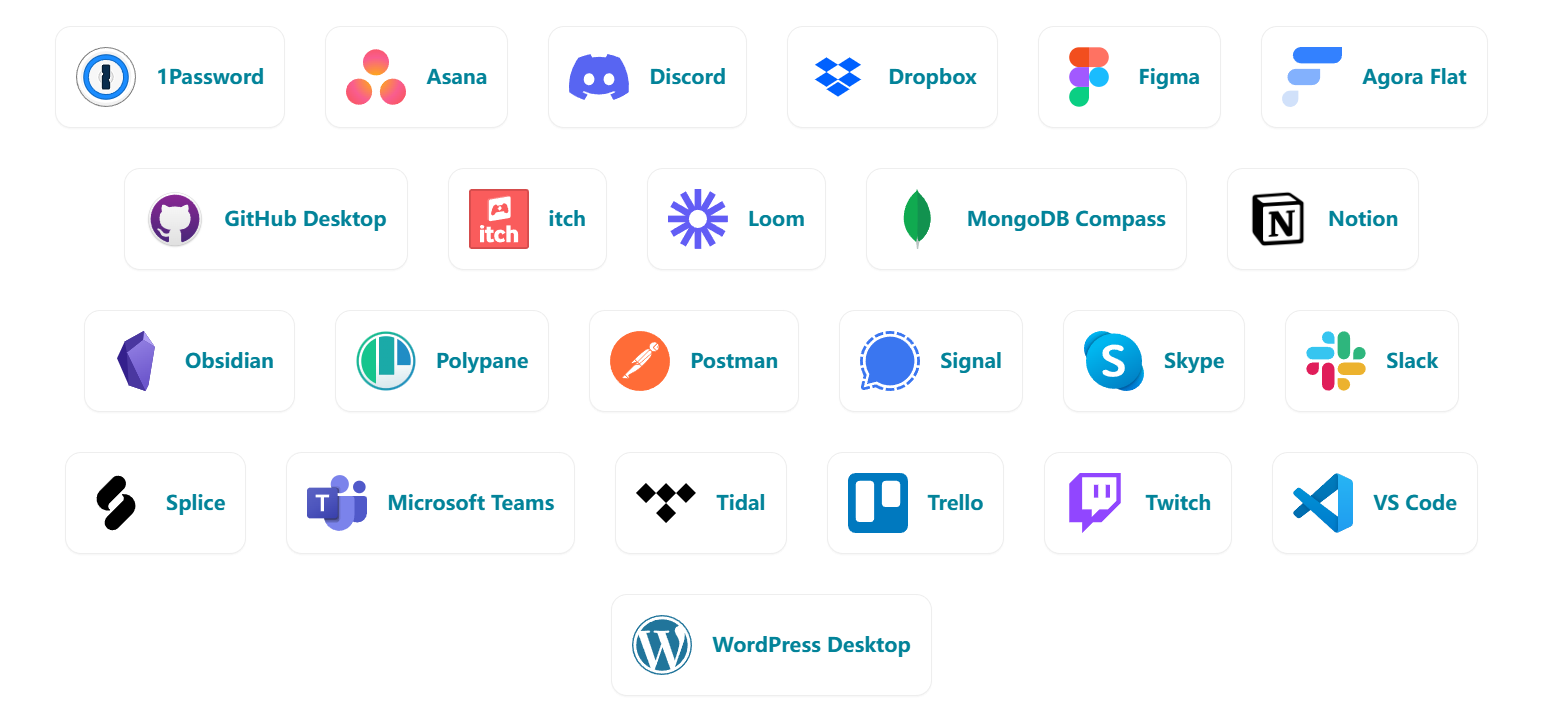 1Password
Asana
Discord
Dropbox
Figma
Agora Flat
GitHub Desktop
itch
itch
Loom
MongoDB Compass
N
Notion
Obsidian
Polypane
Postman
Signal
S
Skype
Slack
Splice
T
Microsoft Teams
Tidal
Trello
Twitch
VS Code
W
WordPress Desktop